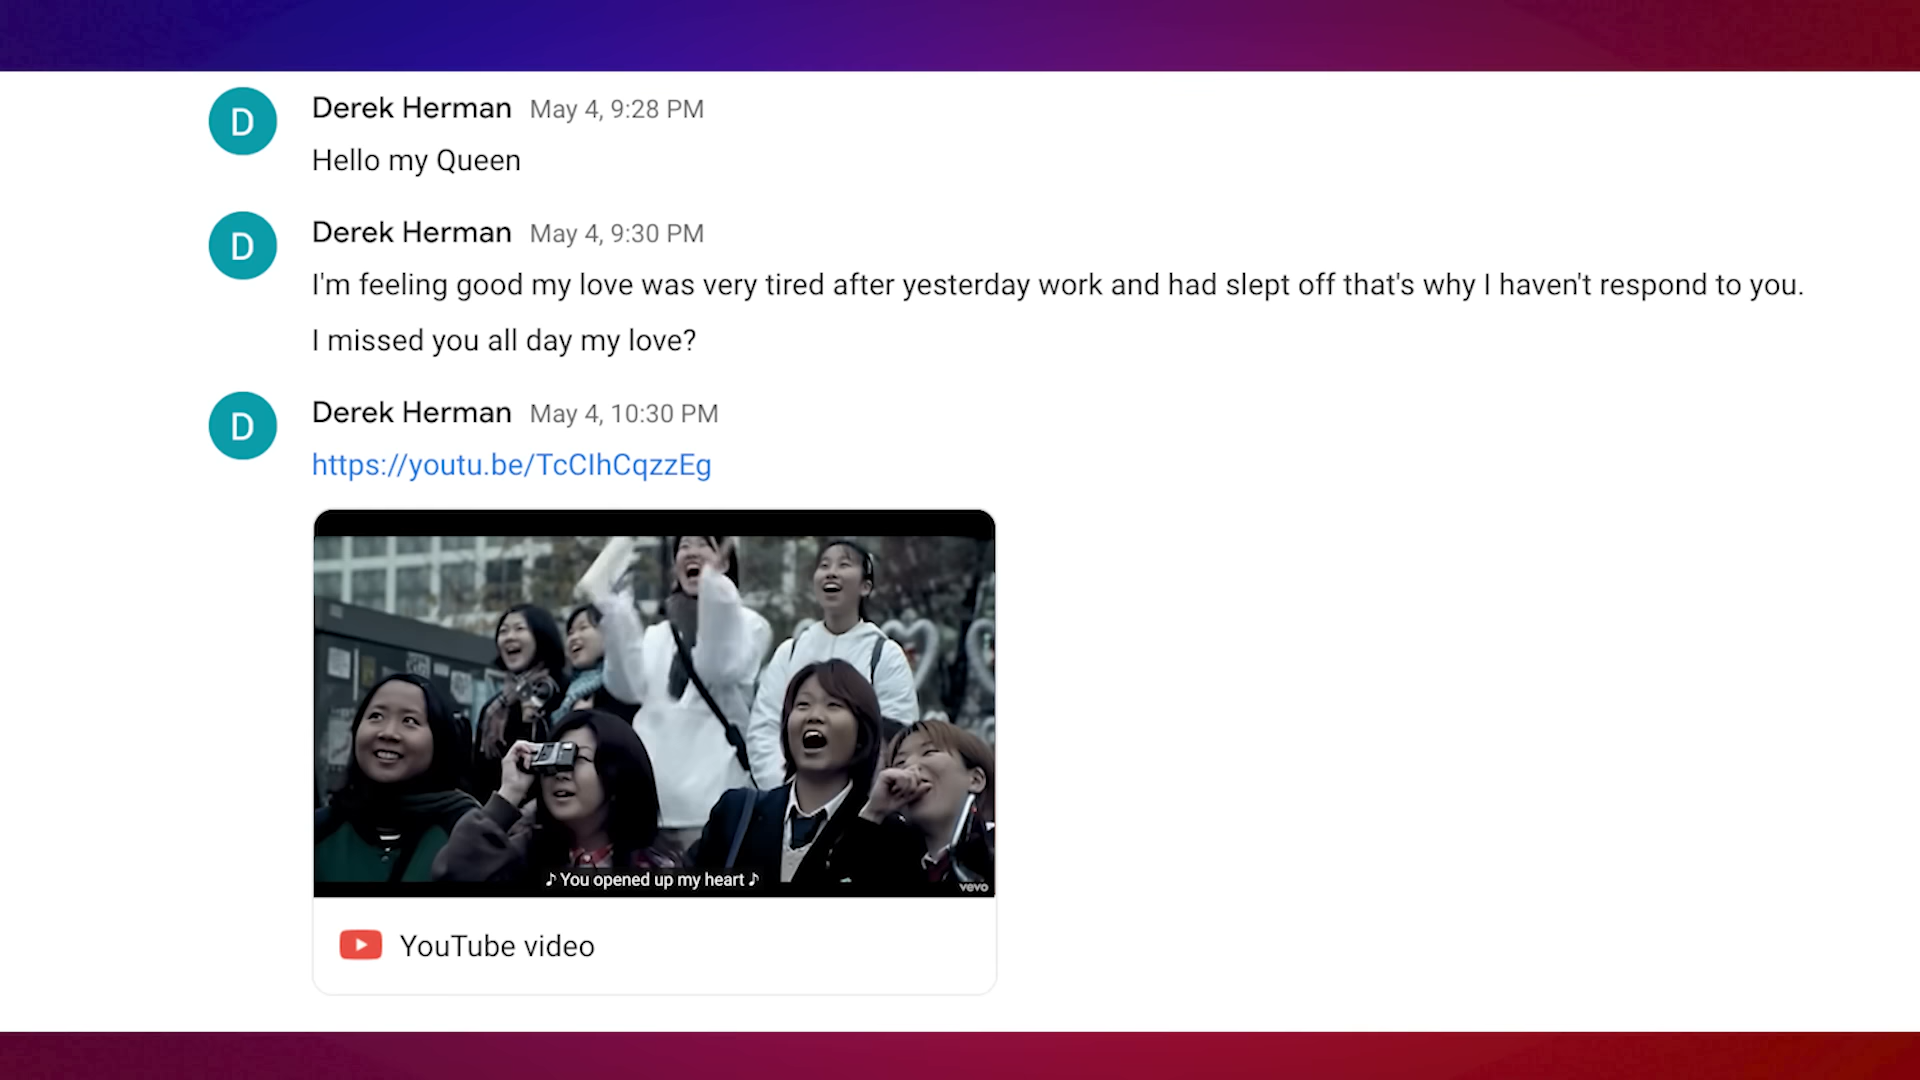 D
Derek Herman May 4, 9:28 PM
Hello my Queen
D
Derek Herman May 4, 9:30 PM
I'm feeling good my love was very tired after yesterday work and had slept off that's why I haven't respond to you.
I missed you all day my love?
D
Derek Herman May 4, 10:30 PM
https://youtu.be/TcCIhCqzzEg
♪ You opened up my heart ♪
vevo
YouTube video